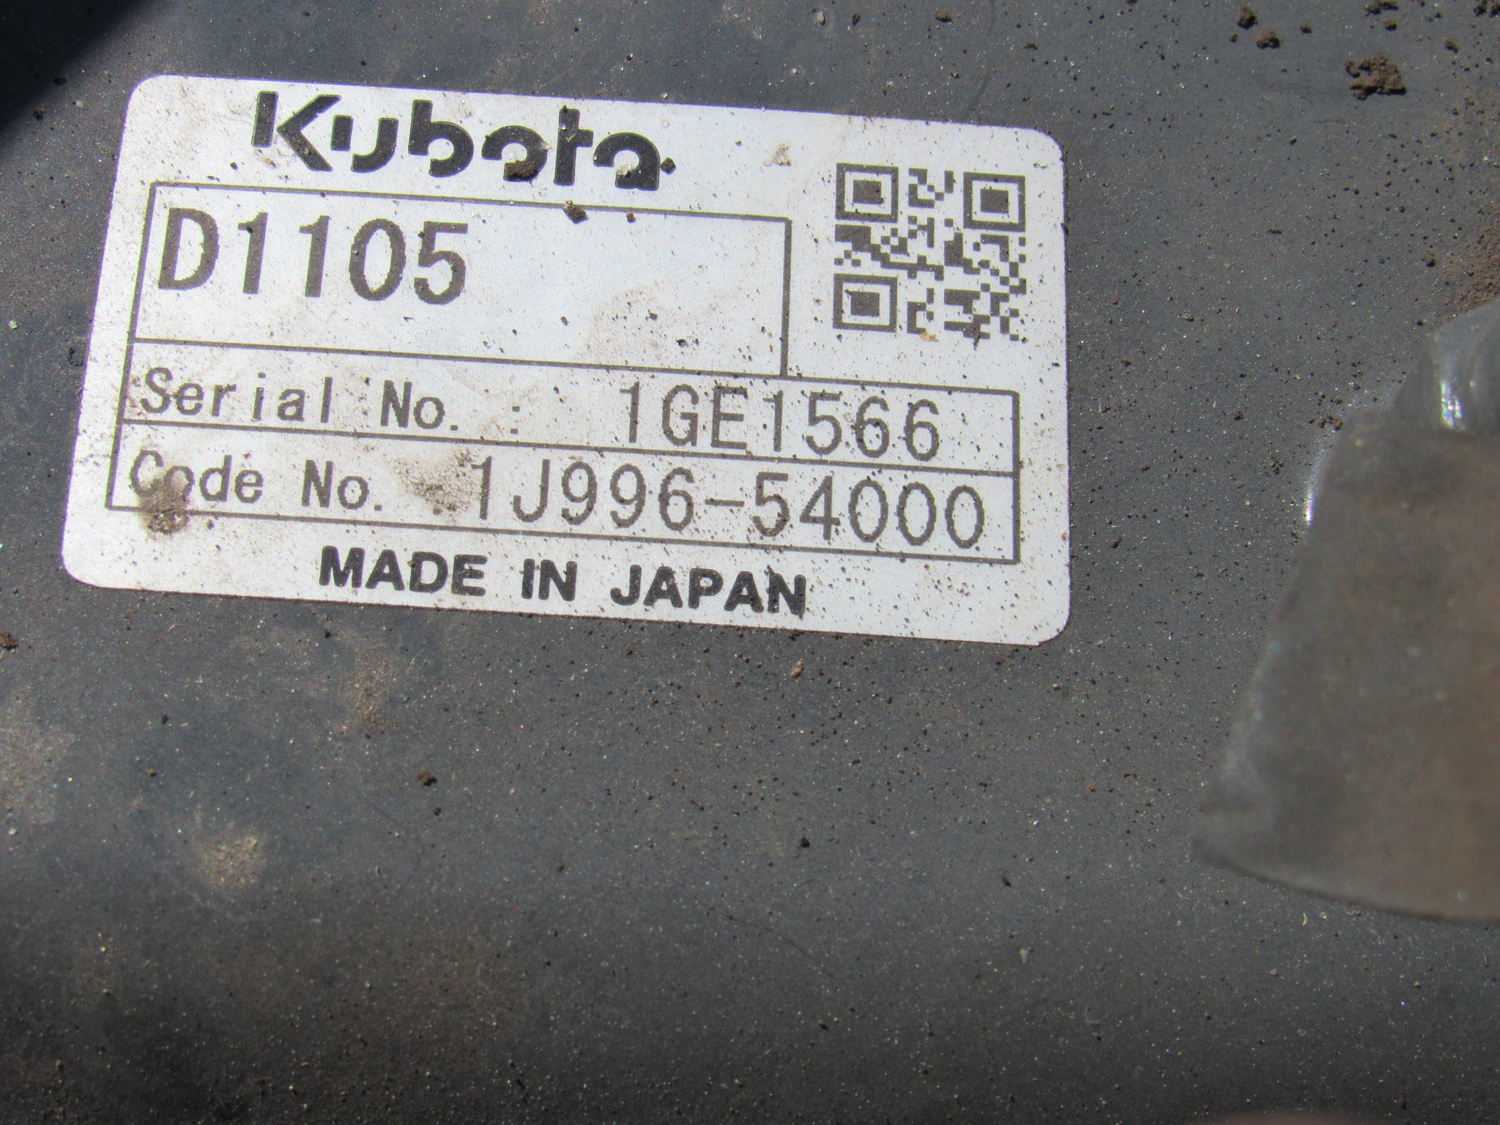 Kubota
D1105
Serial No. : 1GE1566
Code No. 1J996-54000
MADE IN JAPAN